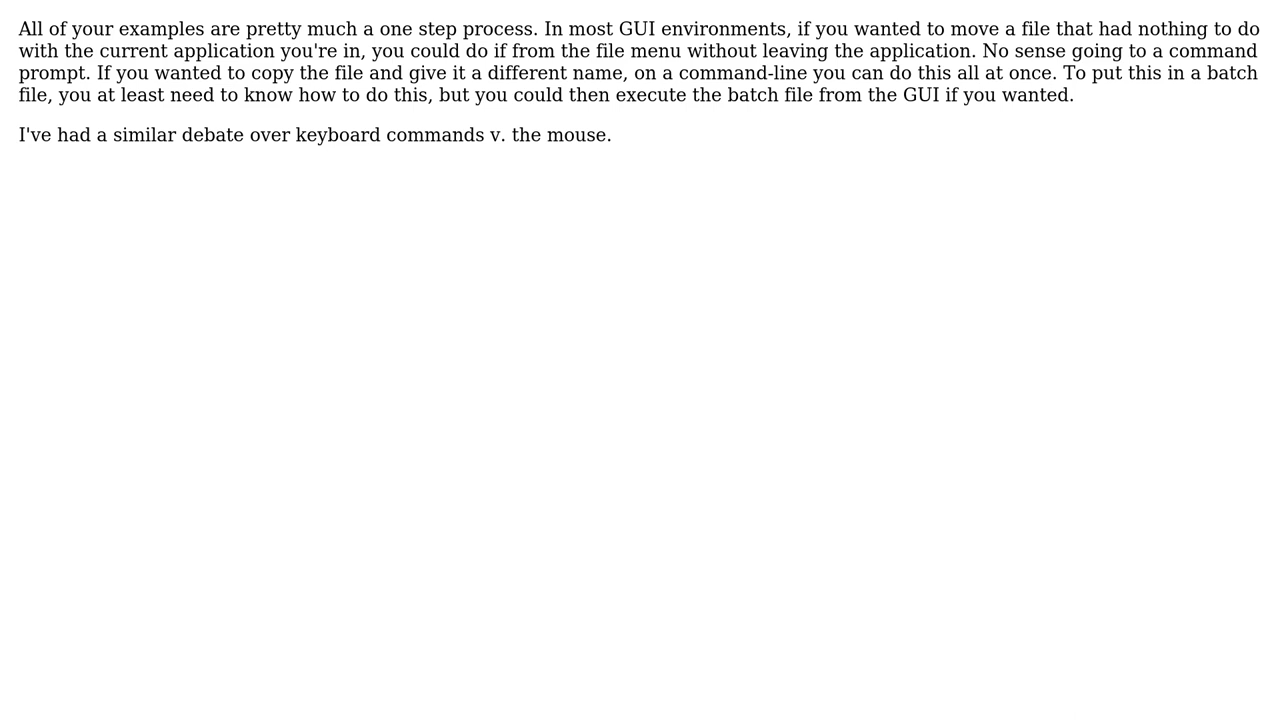 All of your examples are pretty much a one step process. In most GUI environments, if you wanted to move a file that had nothing to do
with the current application you're in, you could do if from the file menu without leaving the application. No sense going to a command
prompt. If you wanted to copy the file and give it a different name, on a command-line you can do this all at once. To put this in a batch
file, you at least need to know how to do this, but you could then execute the batch file from the GUI if you wanted.
I've had a similar debate over keyboard commands v. the mouse.